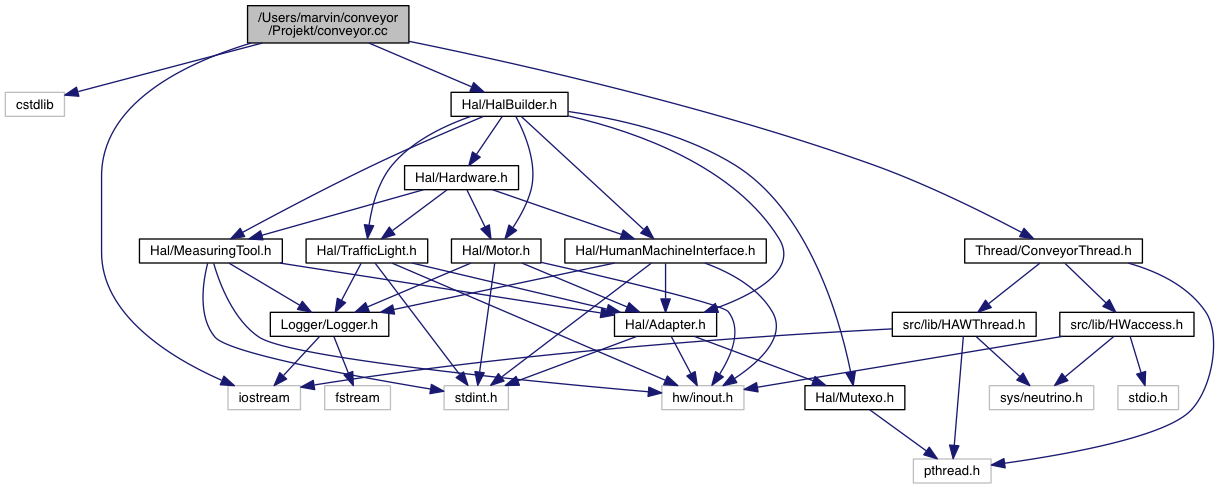 /Users/marvin/conveyor
/Projekt/conveyor.cc
cstdlib
Hal/HalBuilder.h
Hal/Hardware.h
Hal/MeasuringTool.h
Hal/TrafficLight.h
Hal/Motor.h
Hal/HumanMachineInterface.h
Thread/ConveyorThread.h
Logger/Logger.h
Hal/Adapter.h
src/lib/HAWThread.h
src/lib/HWaccess.h
iostream
fstream
stdint.h
hw/inout.h
Hal/Mutexo.h
sys/neutrino.h
stdio.h
pthread.h